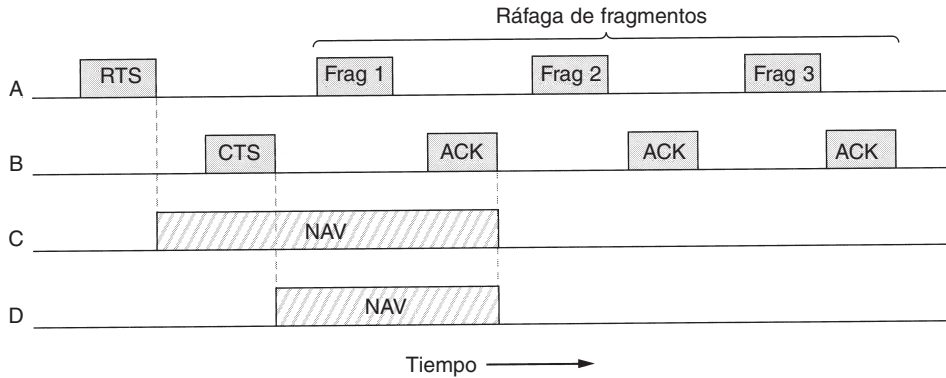 Ráfaga de fragmentos
A RTS Frag 1 Frag 2 Frag 3
B CTS ACK ACK ACK
C NAV
D NAV
Tiempo